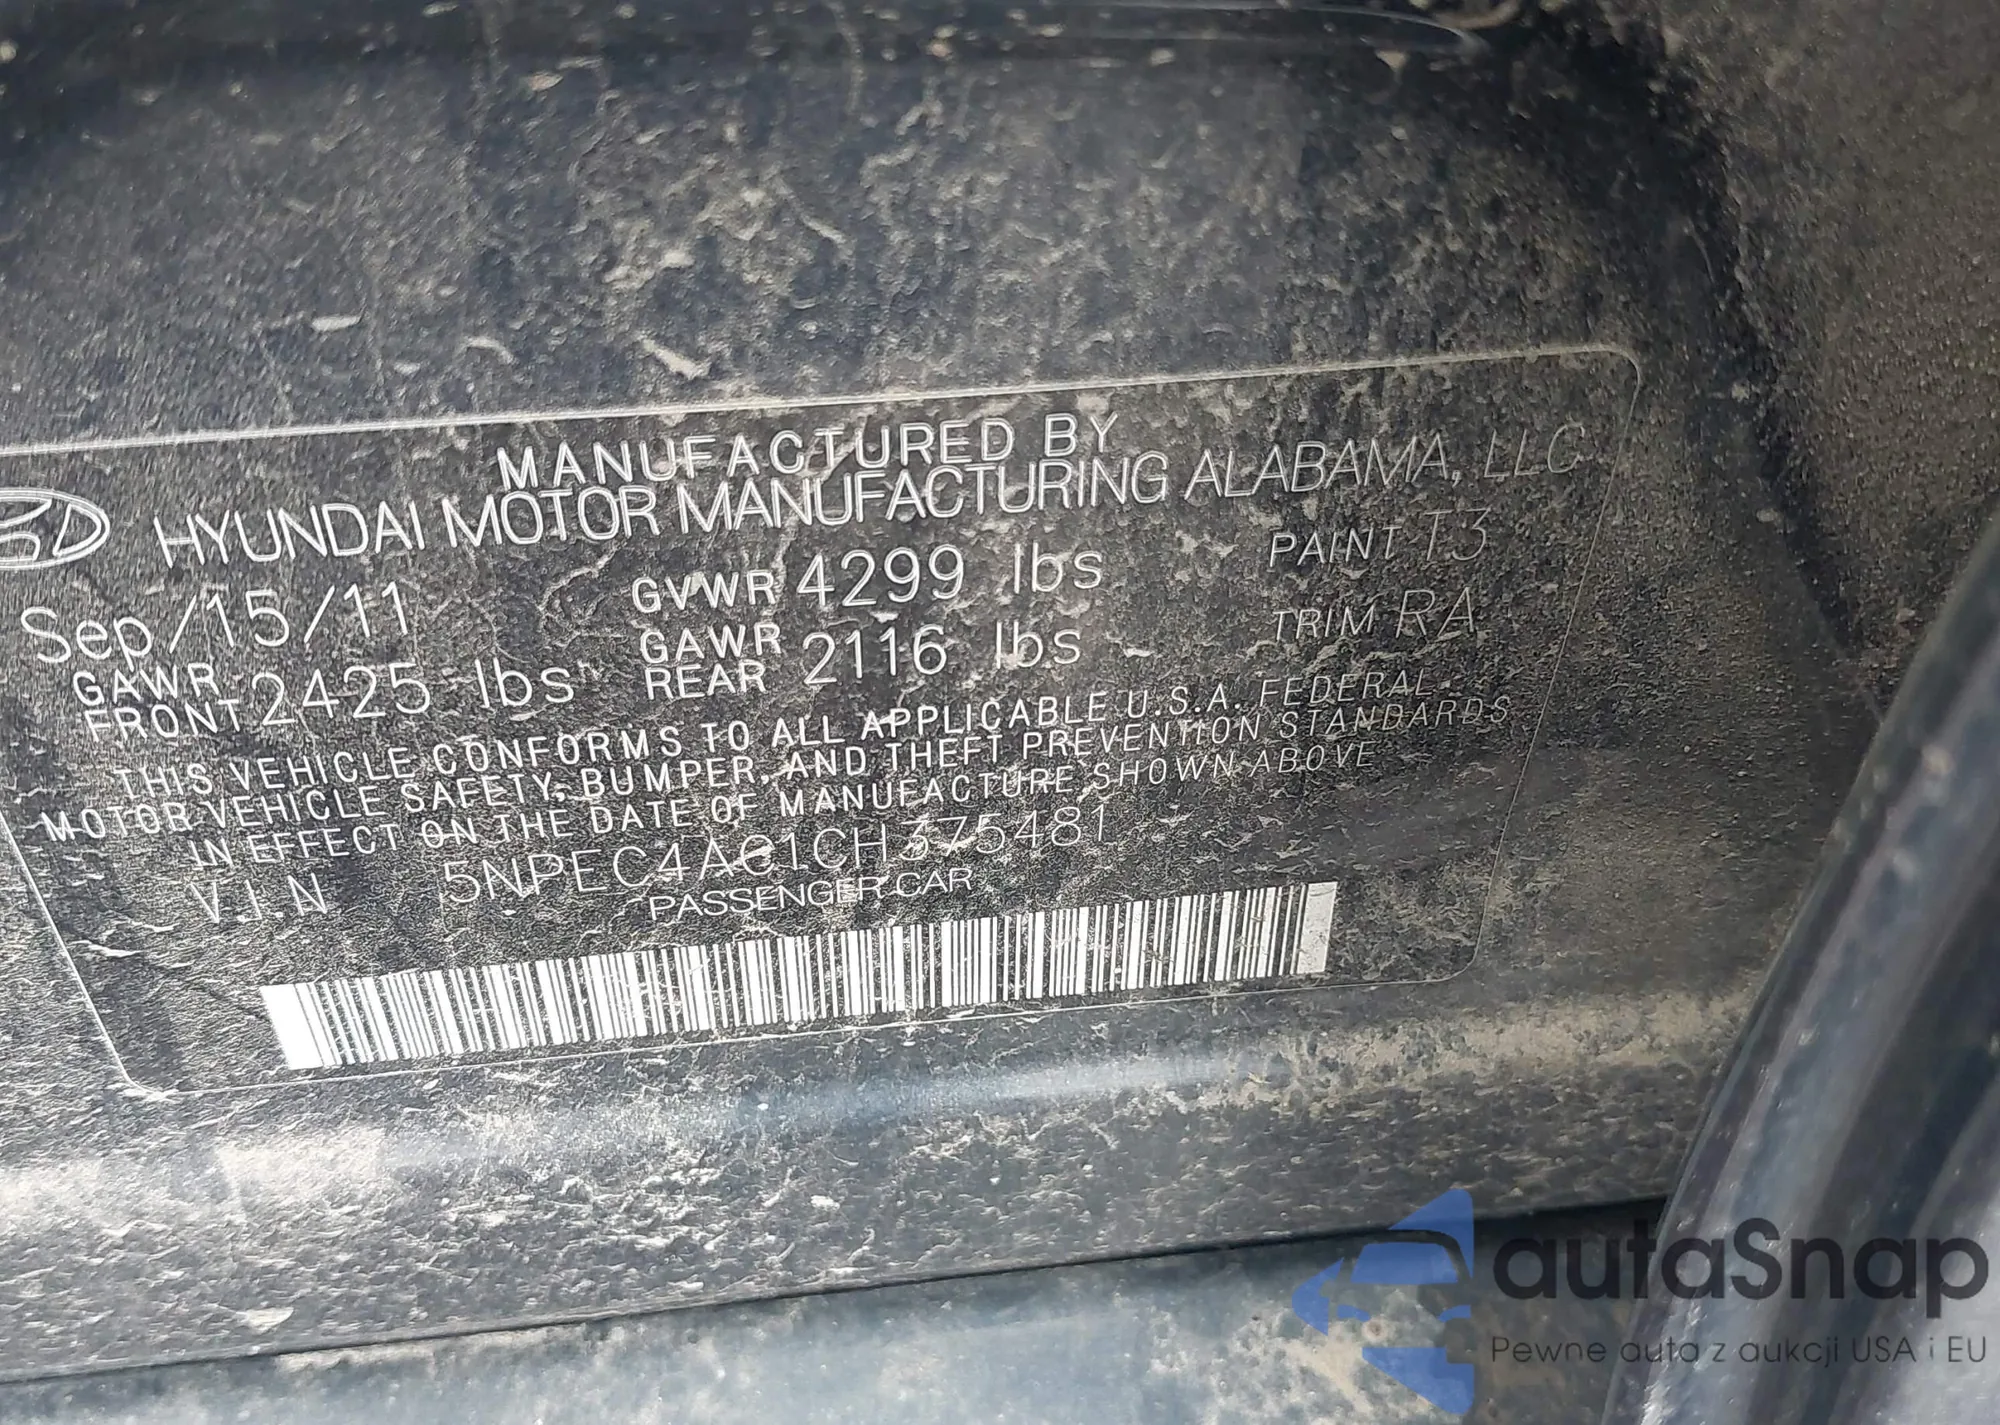 MANUFACTURED BY
HYUNDAI MOTOR MANUFACTURING ALABAMA, LLC
Sep/15/11 GVWR 4299 lbs PAINT T3
GAWR FRONT 2425 lbs GAWR REAR 2116 lbs TRIM RA
THIS VEHICLE CONFORMS TO ALL APPLICABLE U.S.A. FEDERAL
MOTOR VEHICLE SAFETY, BUMPER, AND THEFT PREVENTION STANDARDS
IN EFFECT ON THE DATE OF MANUFACTURE SHOWN ABOVE
V.I.N 5NPEC4AC1CH375481
PASSENGER CAR
autaSnap
Pewne auta z aukcji USA i EU